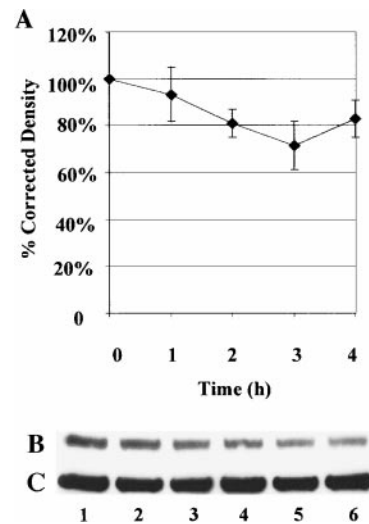 A
120%
100%
80%
60%
40%
20%
0
% Corrected Density
0 1 2 3 4
Time (h)
B
C
1 2 3 4 5 6